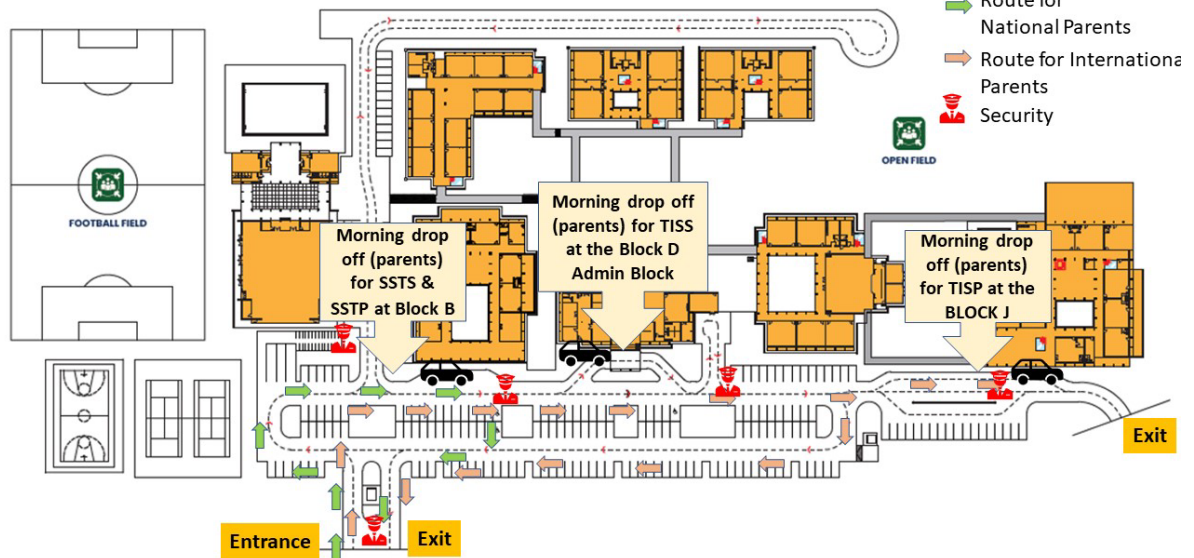 Route for
National Parents
Route for Internationa
Parents
Security
OPEN FIELD
FOOTBALL FIELD
Morning drop
off (parents)
for SSTS &
SSTP at Block B
Morning drop off
(parents) for TISS
at the Block D
Admin Block
Morning drop
off (parents)
for TISP at the
BLOCK J
Exit
Entrance
Exit